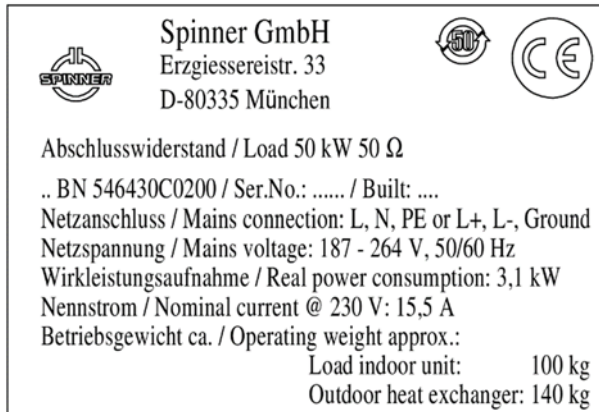 Spinner GmbH
Erzgiessereistr. 33
D-80335 München
SPINNER
50
CE
Abschlusswiderstand / Load 50 kW 50 Ω
.. BN 546430C0200 / Ser.No.: ...... / Built: ....
Netzanschluss / Mains connection: L, N, PE or L+, L-, Ground
Netzspannung / Mains voltage: 187 - 264 V, 50/60 Hz
Wirkleistungsaufnahme / Real power consumption: 3,1 kW
Nennstrom / Nominal current @ 230 V: 15,5 A
Betriebsgewicht ca. / Operating weight approx.:
Load indoor unit: 100 kg
Outdoor heat exchanger: 140 kg